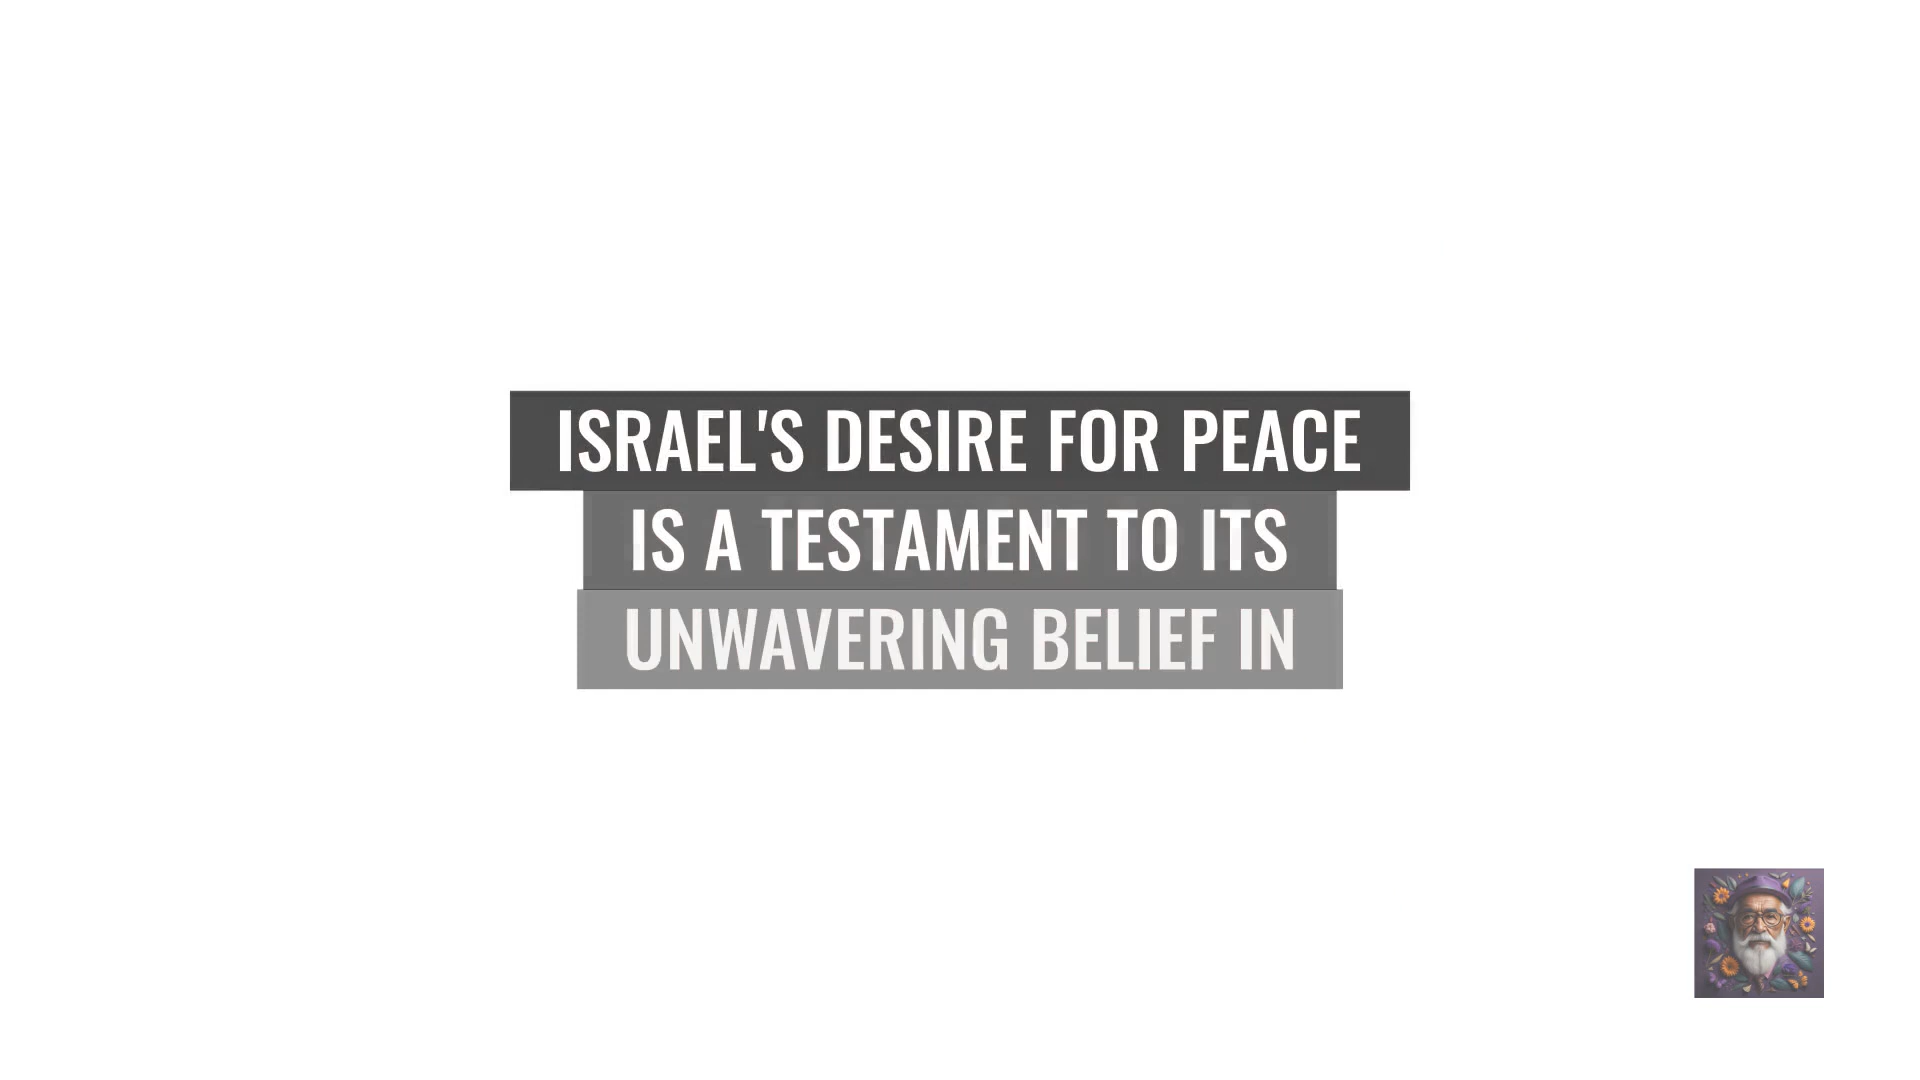 ISRAEL'S DESIRE FOR PEACE
IS A TESTAMENT TO ITS
UNWAVERING BELIEF IN